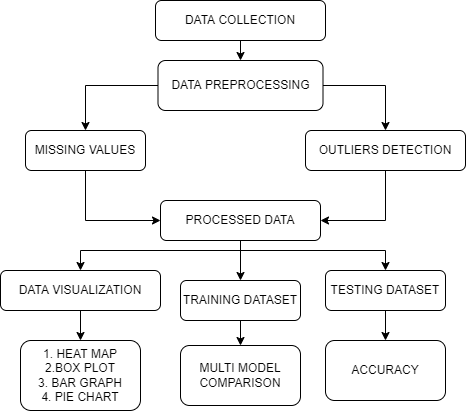 DATA COLLECTION
DATA PREPROCESSING
MISSING VALUES
OUTLIERS DETECTION
PROCESSED DATA
DATA VISUALIZATION
TRAINING DATASET
TESTING DATASET
1. HEAT MAP
2.BOX PLOT
3. BAR GRAPH
4. PIE CHART
MULTI MODEL
COMPARISON
ACCURACY